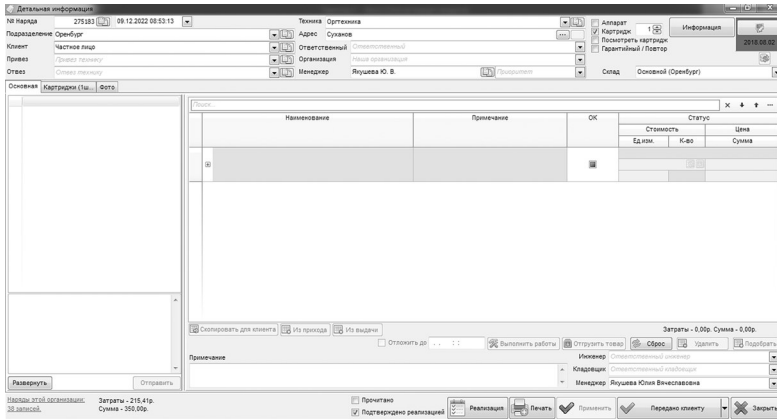 Детальная информация
№ Наряда 275183 09.12.2022 08:53:13 Техника Оргтехника Аппарат
Картридж 1 Информация
Подразделение Оренбург Адрес Суханов Посмотреть картридж 2018.08.02
Клиент Частное лицо Ответственный Ответственный Гарантийный / Повтор
Привез Привез технику Организация Наша организация
Отвез Отвез технику Менеджер Якушева Ю. В. Приоритет Склад Основной (Оренбург)
Основная Картриджи (1ш... Фото
Поиск...
Наименование Примечание ОК Статус
Стоимость Цена
Ед.изм. К-во Сумма
Скопировать для клиента Из прихода Из выдачи Затраты - 0,00р. Сумма - 0,00р.
Отложить до . . : : Выполнить работы Отгрузить товар Сброс Удалить Подобрать
Примечание Инженер Ответственный инженер
Кладовщик Ответственный кладовщик
Развернуть Отправить Менеджер Якушева Юлия Вячеславовна
Наряды этой организации: Затраты - 215,41р. Прочитано
38 записей. Сумма - 350,00р. Подтверждено реализацией Реализация Печать Применить Передано клиенту Закрыть